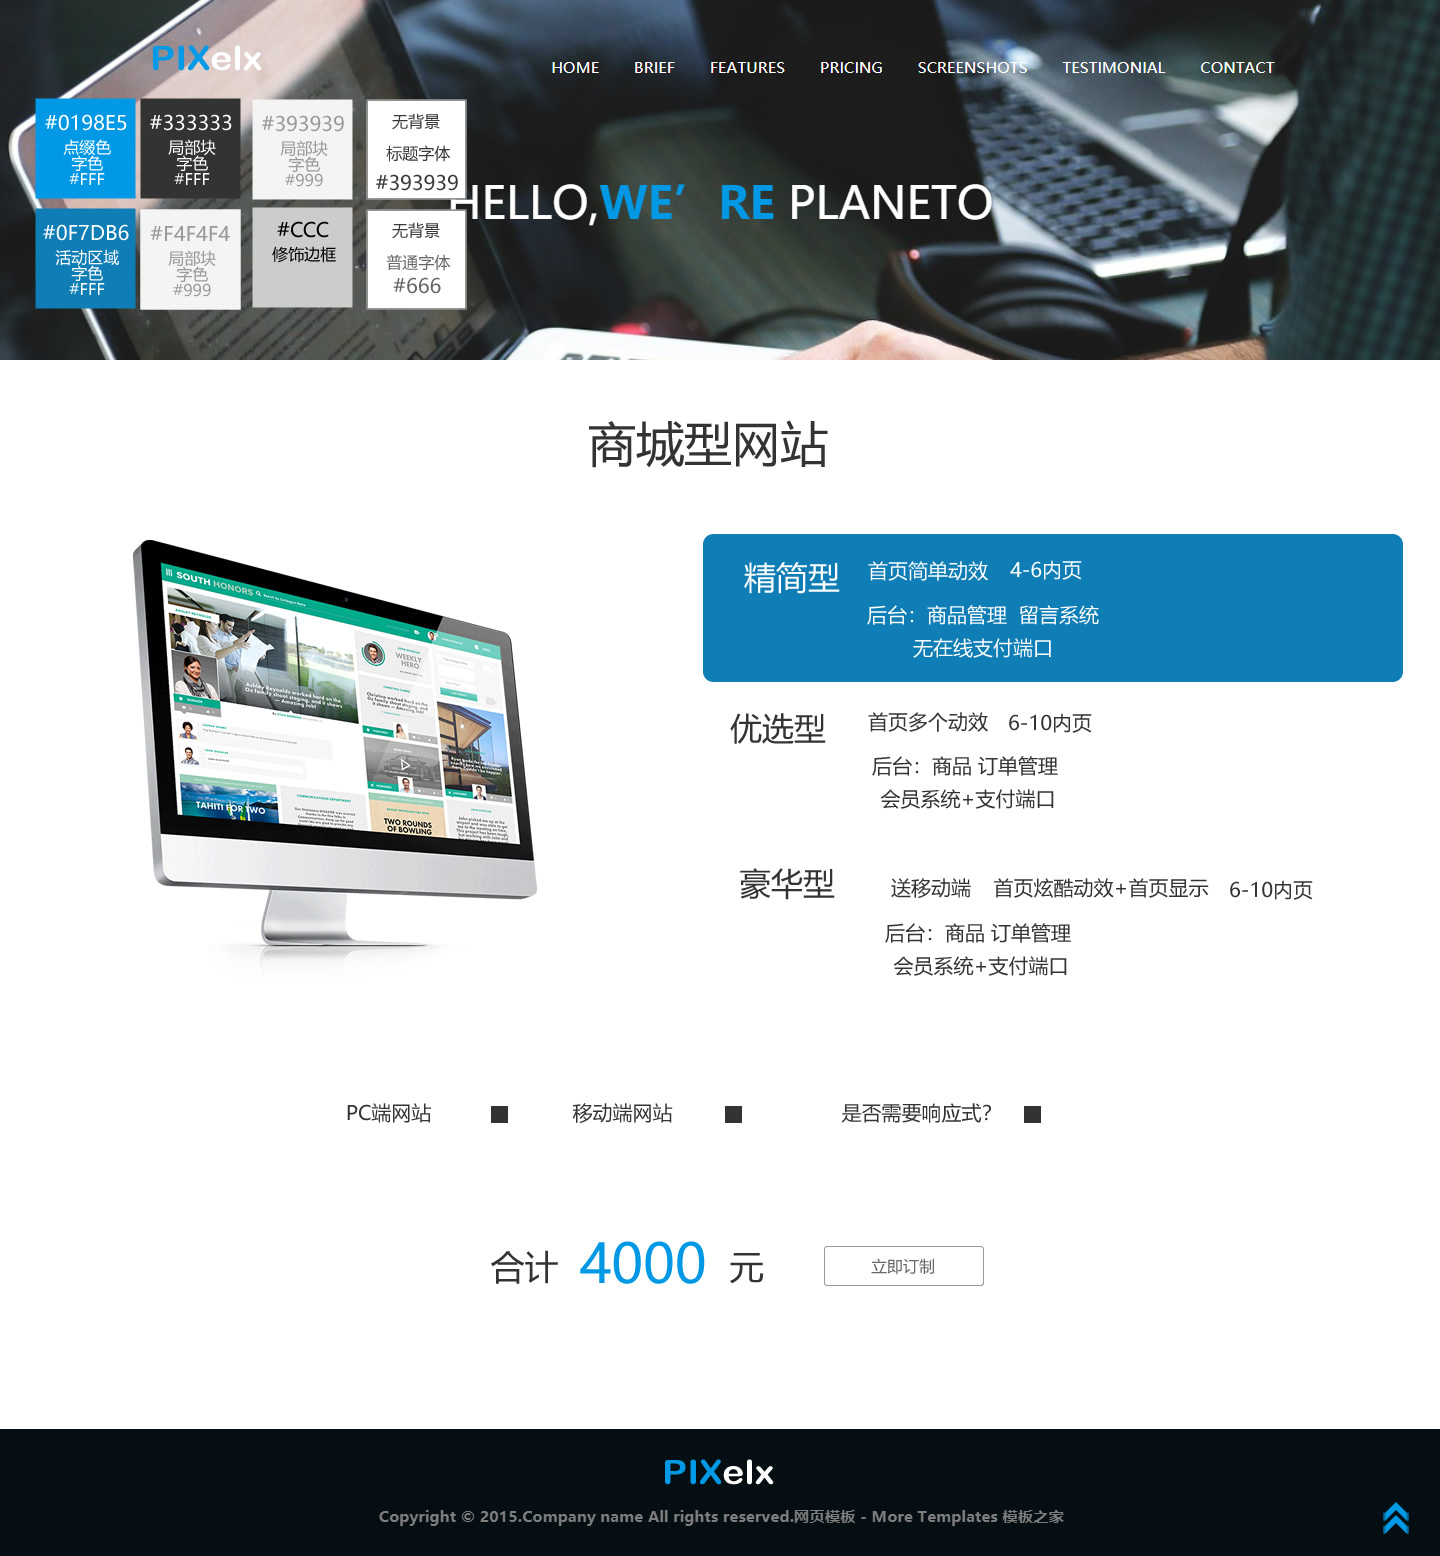 PIXelx
HOME BRIEF FEATURES PRICING SCREENSHOTS TESTIMONIAL CONTACT
#0198E5
点缀色
字色
#FFF
#333333
局部块
字色
#FFF
#393939
局部块
字色
#999
无背景
标题字体
#393939
HELLO,WE’RE PLANETO
#0F7DB6
活动区域
字色
#FFF
#F4F4F4
局部块
字色
#999
#CCC
修饰边框
无背景
普通字体
#666
商城型网站
SOUTH HONORS
WEEKLY
HERO
TAHITI FOR TWO
TWO ROUNDS
OF BOWLING
精简型 首页简单动效 4-6内页
后台：商品管理 留言系统
无在线支付端口
优选型 首页多个动效 6-10内页
后台：商品 订单管理
会员系统+支付端口
豪华型 送移动端 首页炫酷动效+首页显示 6-10内页
后台：商品 订单管理
会员系统+支付端口
PC端网站 移动端网站 是否需要响应式？
合计 4000 元 立即订制
PIXelx
Copyright © 2015.Company name All rights reserved.网页模板 - More Templates 模板之家